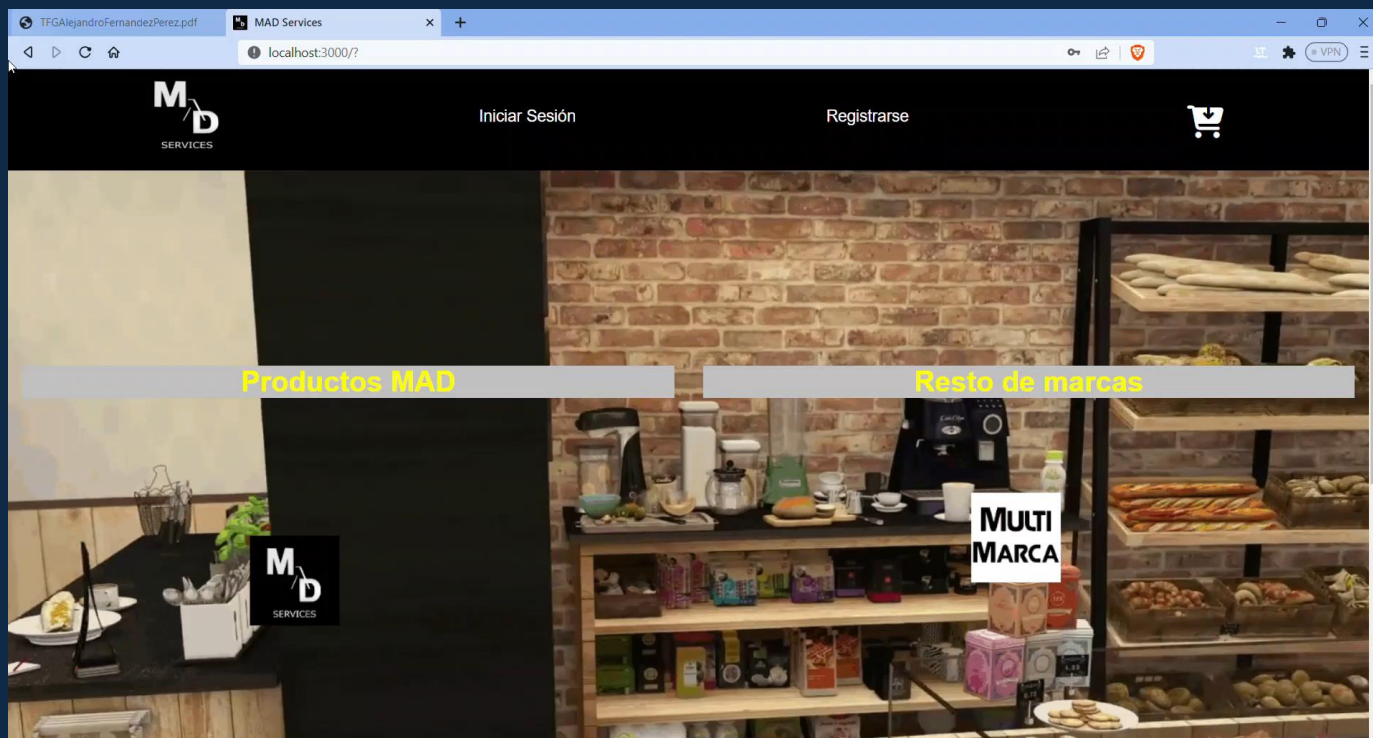 TFGAlejandroFernandezPerez.pdf
MAD Services
localhost:3000/?
VPN
M D
SERVICES
Iniciar Sesión
Registrarse
Productos MAD
Resto de marcas
MULTI
MARCA
M D
SERVICES